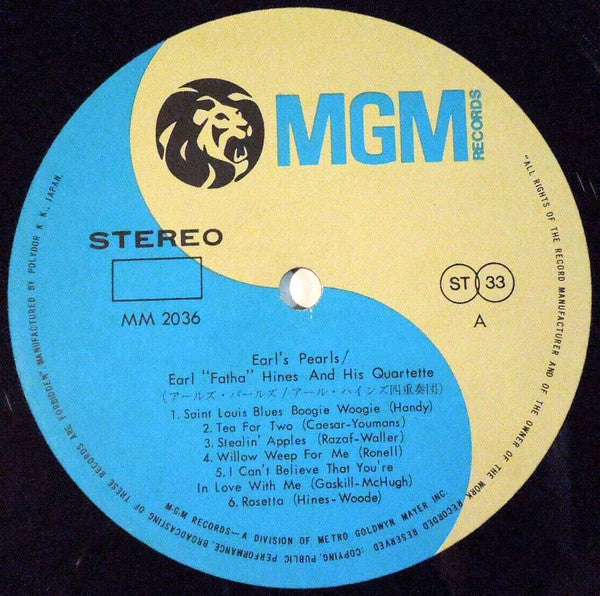 MGM
RECORDS
STEREO
MM 2036
ST 33
A
Earl's Pearls/
Earl "Fatha" Hines And His Quartette
(アールズ・パールズ/アール・ハインズ四重奏団)
1. Saint Louis Blues Boogie Woogie (Handy)
2. Tea For Two (Caesar-Youmans)
3. Stealin' Apples (Razaf-Waller)
4. Willow Weep For Me (Ronell)
5. I Can't Believe That You're
In Love With Me (Gaskill-McHugh)
6. Rosetta (Hines-Woode)
M-G-M RECORDS—A DIVISION OF METRO GOLDWYN MAYER INC.
"ALL RIGHTS OF THE RECORD MANUFACTURER AND OF THE OWNER OF THE WORK RECORDED RESERVED: COPYING, PUBLIC PERFORMANCE, BROADCASTING OF THESE RECORDS ARE FORBIDDEN" MANUFACTURED BY POLYDOR K. K., JAPAN.